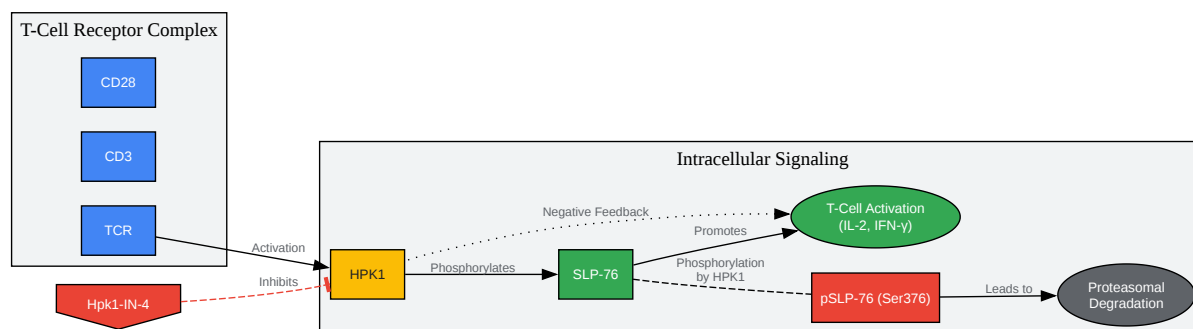 T-Cell Receptor Complex
CD28
CD3
TCR
Hpk1-IN-4
Activation
Inhibits
Intracellular Signaling
HPK1
Negative Feedback
Phosphorylates
SLP-76
Promotes
T-Cell Activation
(IL-2, IFN-γ)
Phosphorylation
by HPK1
pSLP-76 (Ser376)
Leads to
Proteasomal
Degradation